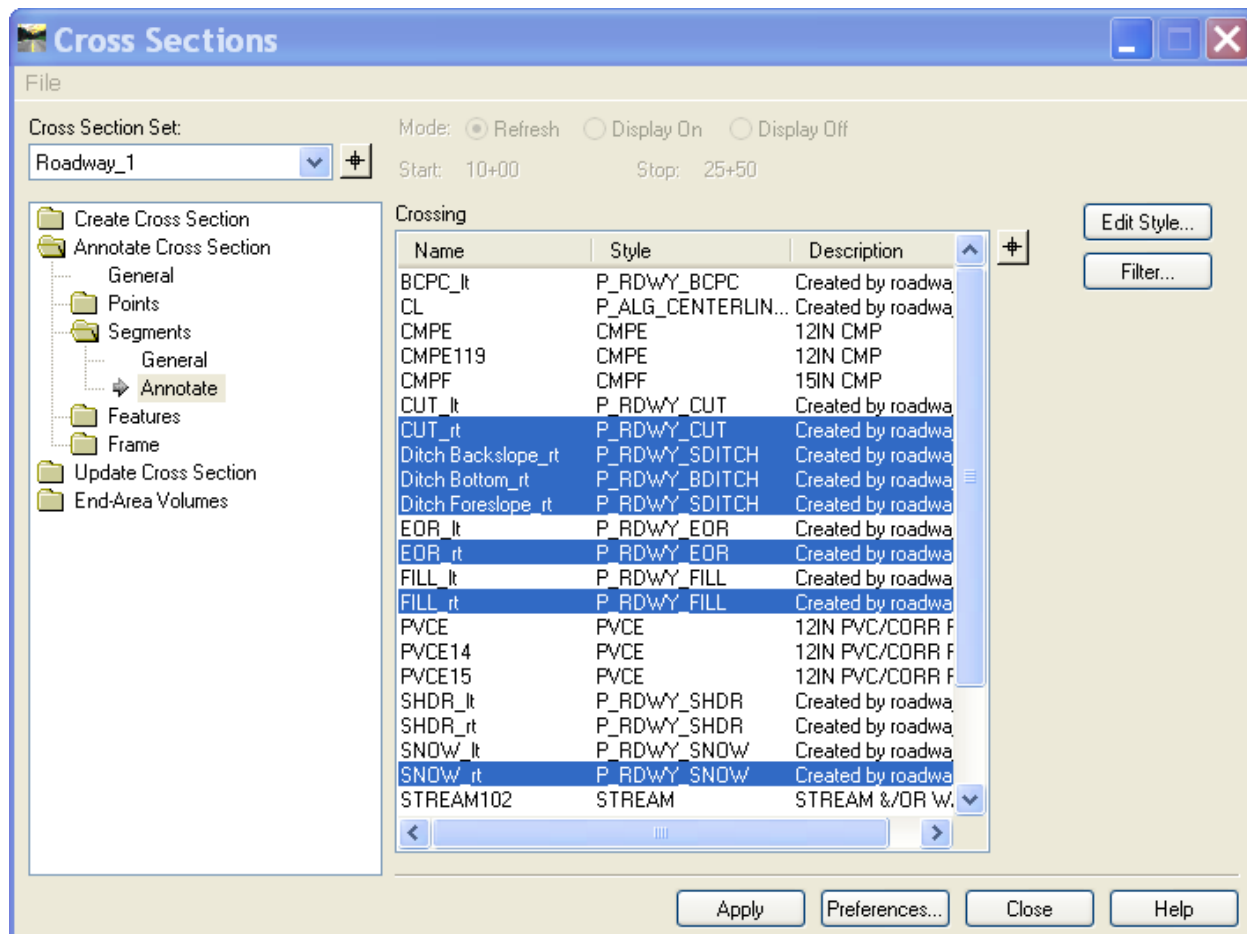 Cross Sections
File
Cross Section Set:
Roadway_1
Mode: Refresh Display On Display Off
Start: 10+00 Stop: 25+50
Create Cross Section
Annotate Cross Section
General
Points
Segments
General
Annotate
Features
Frame
Update Cross Section
End-Area Volumes
Crossing
Name Style Description
BCPC_lt P_RDWY_BCPC Created by roadwa
CL P_ALG_CENTERLIN... Created by roadwa
CMPE CMPE 12IN CMP
CMPE119 CMPE 12IN CMP
CMPF CMPF 15IN CMP
CUT_lt P_RDWY_CUT Created by roadwa
CUT_rt P_RDWY_CUT Created by roadwa
Ditch Backslope_rt P_RDWY_SDITCH Created by roadwa
Ditch Bottom_rt P_RDWY_BDITCH Created by roadwa
Ditch Foreslope_rt P_RDWY_SDITCH Created by roadwa
EOR_lt P_RDWY_EOR Created by roadwa
EOR_rt P_RDWY_EOR Created by roadwa
FILL_lt P_RDWY_FILL Created by roadwa
FILL_rt P_RDWY_FILL Created by roadwa
PVCE PVCE 12IN PVC/CORR
PVCE14 PVCE 12IN PVC/CORR
PVCE15 PVCE 12IN PVC/CORR
SHDR_lt P_RDWY_SHDR Created by roadwa
SHDR_rt P_RDWY_SHDR Created by roadwa
SNOW_lt P_RDWY_SNOW Created by roadwa
SNOW_rt P_RDWY_SNOW Created by roadwa
STREAM102 STREAM STREAM &/OR W.
Edit Style...
Filter...
Apply Preferences... Close Help